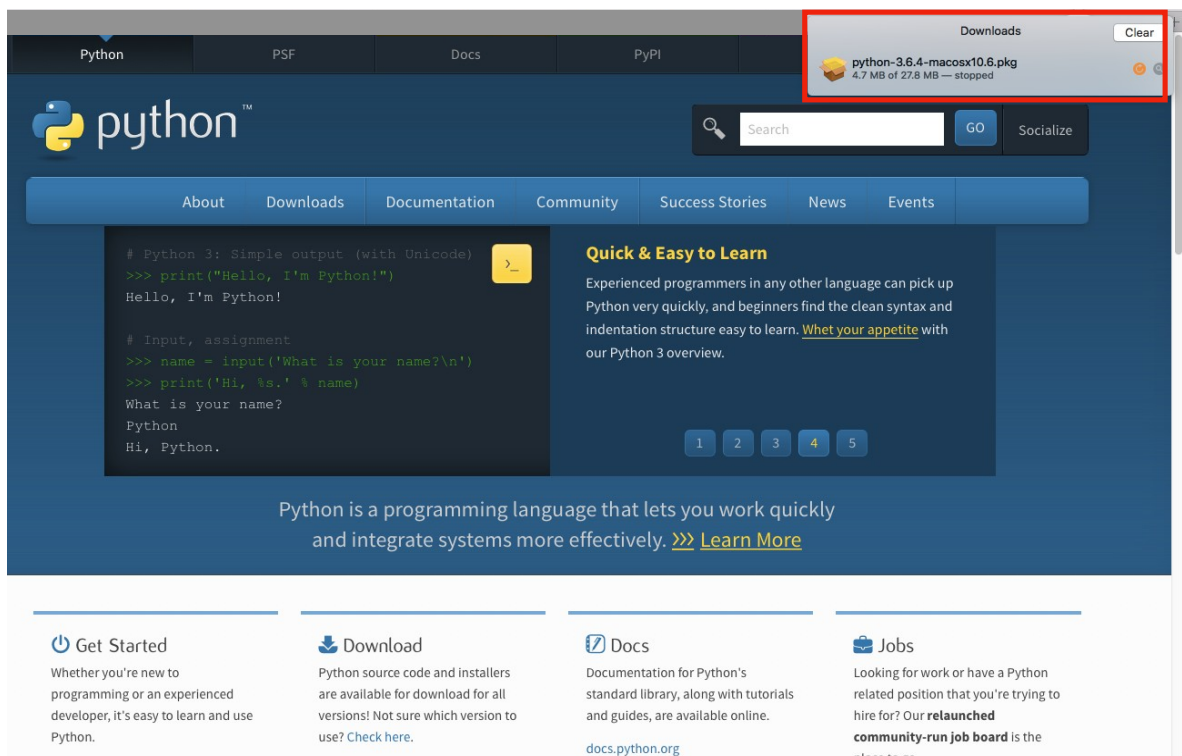 Downloads
Clear
python-3.6.4-macosx10.6.pkg
4.7 MB of 27.8 MB — stopped
Python
PSF
Docs
PyPI
python™
Search
GO
Socialize
About
Downloads
Documentation
Community
Success Stories
News
Events
# Python 3: Simple output (with Unicode)
>>> print("Hello, I'm Python!")
Hello, I'm Python!
# Input, assignment
>>> name = input('What is your name?\n')
>>> print('Hi, %s.' % name)
What is your name?
Python
Hi, Python.
>_
Quick & Easy to Learn
Experienced programmers in any other language can pick up
Python very quickly, and beginners find the clean syntax and
indentation structure easy to learn. Whet your appetite with
our Python 3 overview.
1 2 3 4 5
Python is a programming language that lets you work quickly
and integrate systems more effectively. >>> Learn More
Get Started
Whether you're new to
programming or an experienced
developer, it's easy to learn and use
Python.
Download
Python source code and installers
are available for download for all
versions! Not sure which version to
use? Check here.
Docs
Documentation for Python's
standard library, along with tutorials
and guides, are available online.
docs.python.org
Jobs
Looking for work or have a Python
related position that you're trying to
hire for? Our relaunched
community-run job board is the